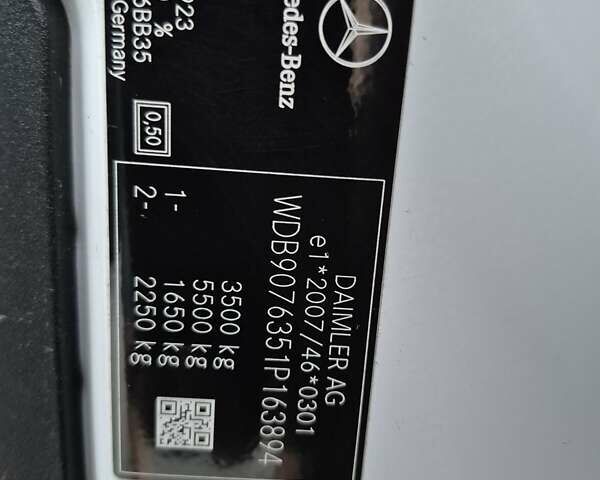 Mercedes-Benz
DAIMLER AG
e1*2007/46*0301
WDB9076351P163894
3500 kg
5500 kg
1- 1650 kg
2- 2250 kg
0,50
23
%
6BB35
Germany